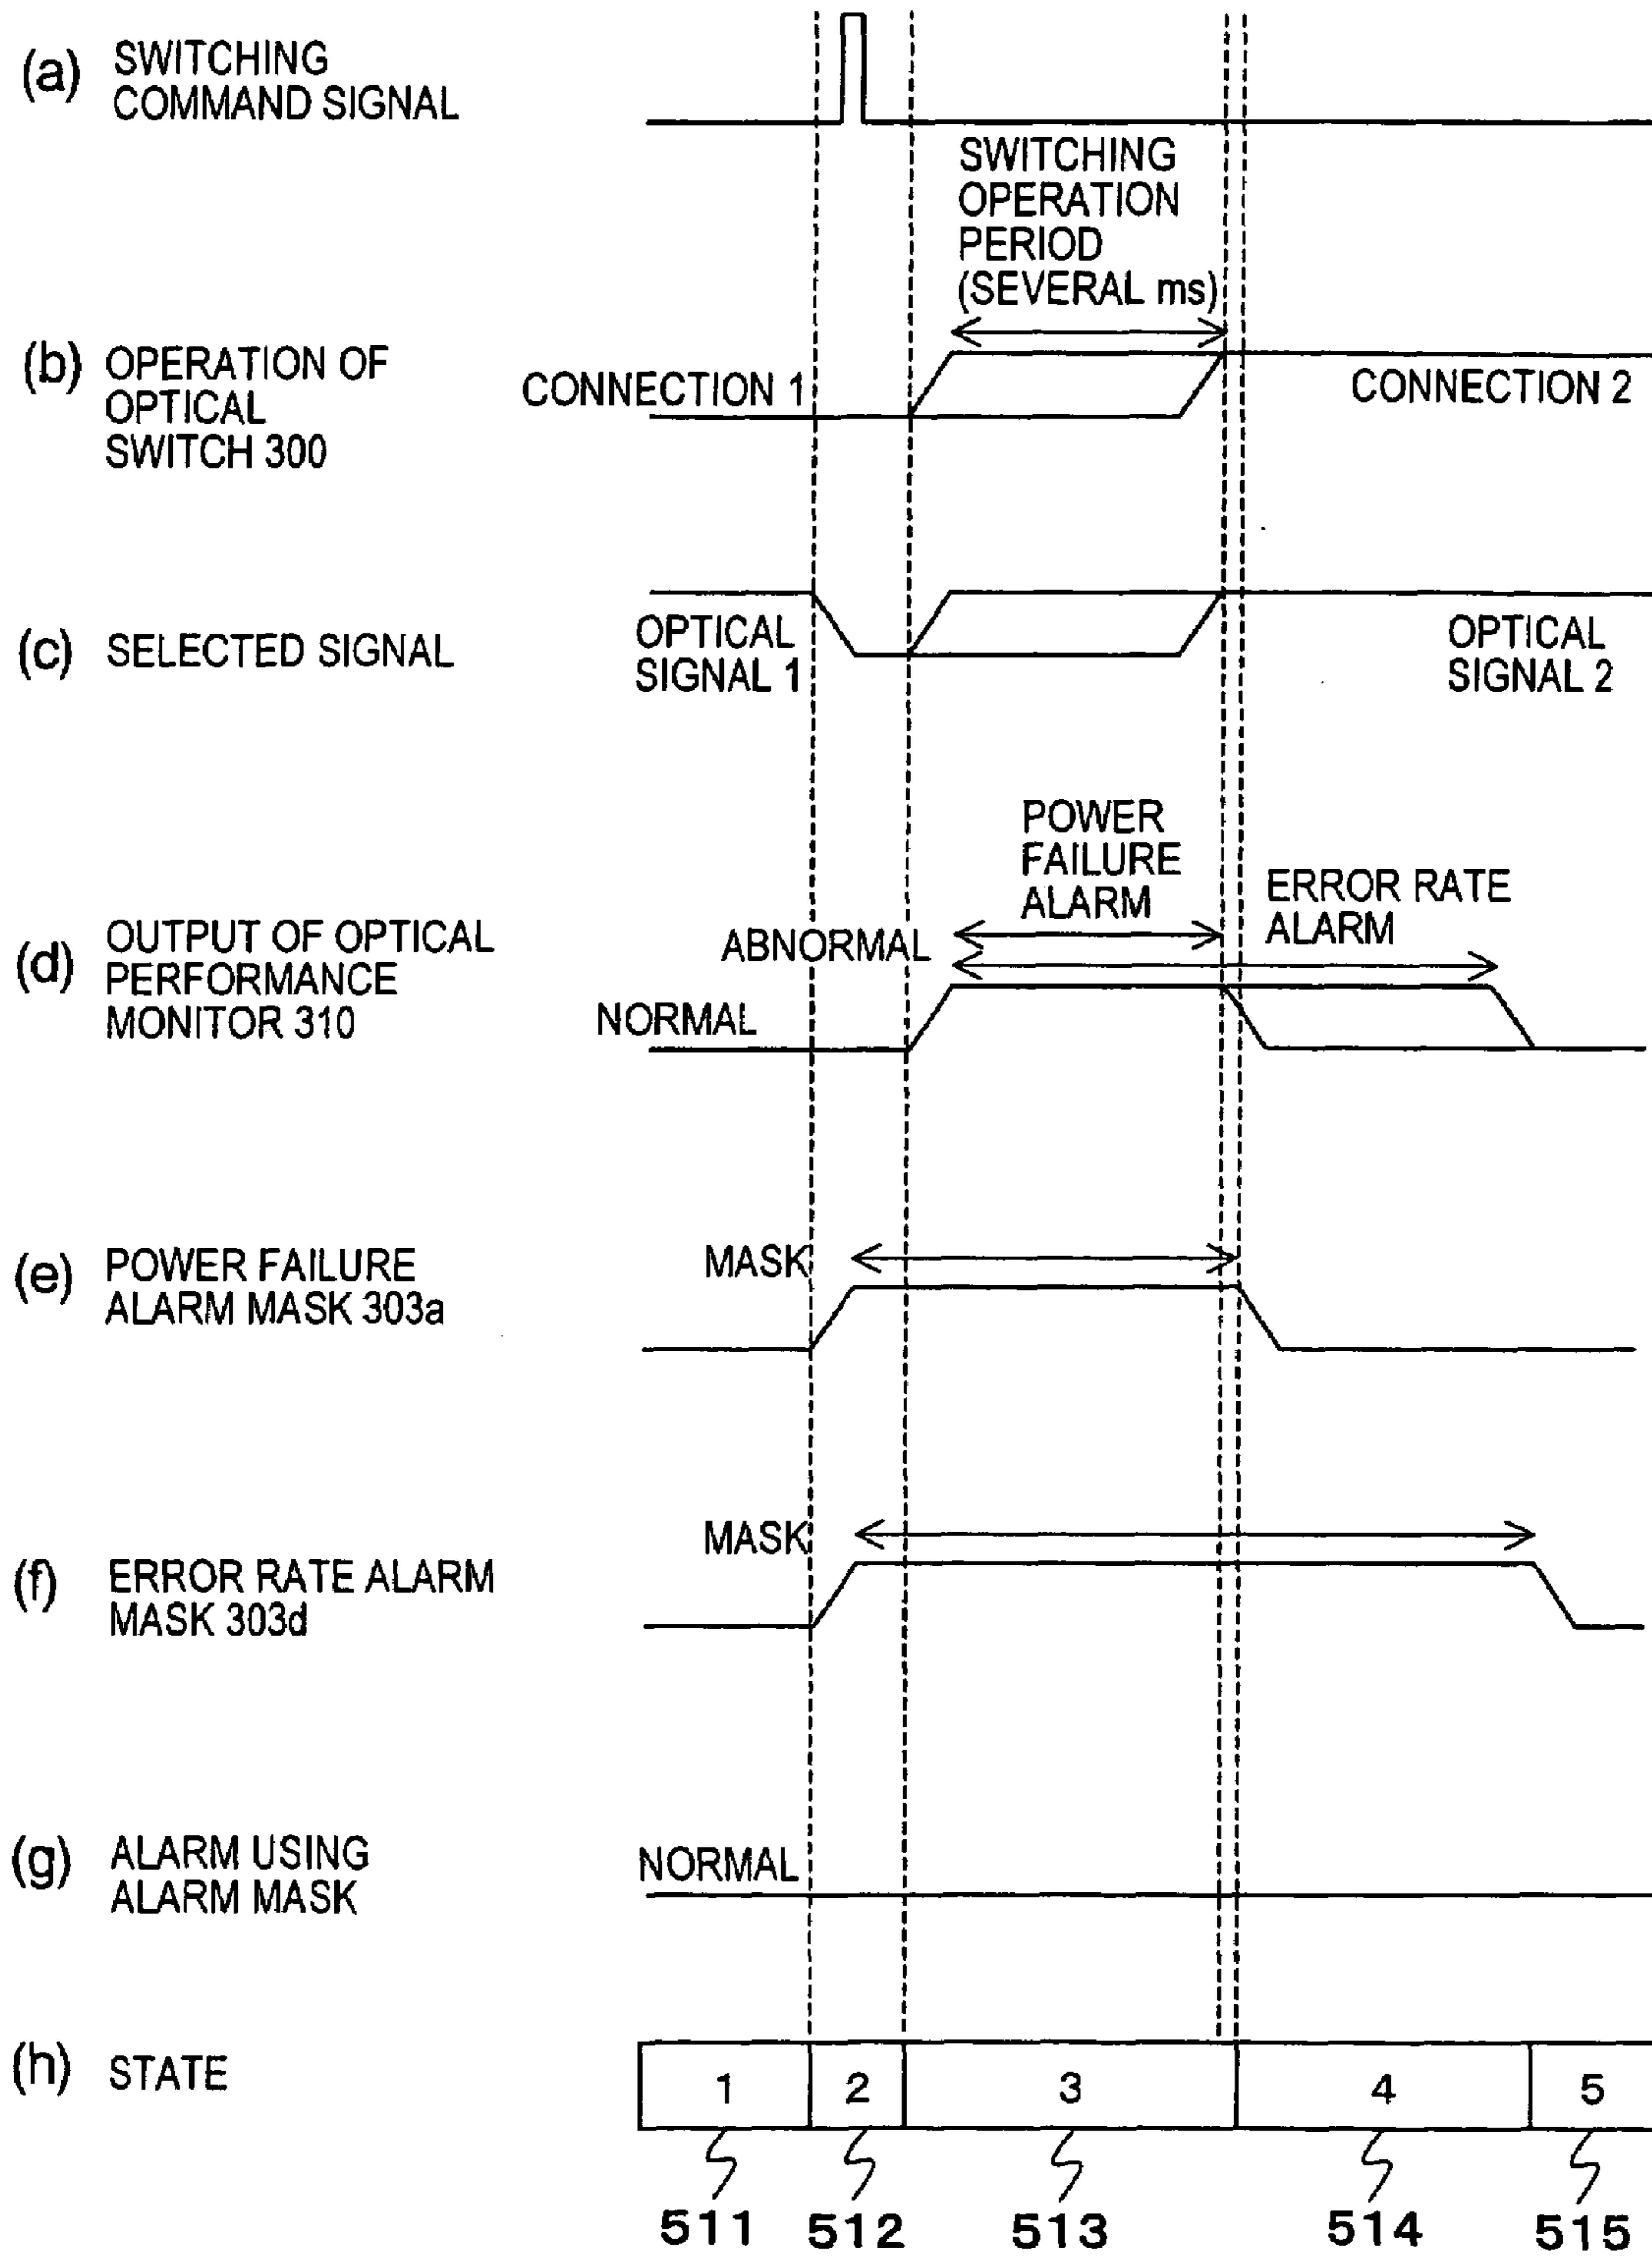 (a) SWITCHING
COMMAND SIGNAL
SWITCHING
OPERATION
PERIOD
(SEVERAL ms)
(b) OPERATION OF
OPTICAL
SWITCH 300
CONNECTION 1
CONNECTION 2
(c) SELECTED SIGNAL
OPTICAL
SIGNAL 1
OPTICAL
SIGNAL 2
POWER
FAILURE
ALARM
ERROR RATE
ALARM
(d) OUTPUT OF OPTICAL
PERFORMANCE
MONITOR 310
ABNORMAL
NORMAL
(e) POWER FAILURE
ALARM MASK 303a
MASK
(f) ERROR RATE ALARM
MASK 303d
MASK
(g) ALARM USING
ALARM MASK
NORMAL
(h) STATE
1 2 3 4 5
511 512 513 514 515